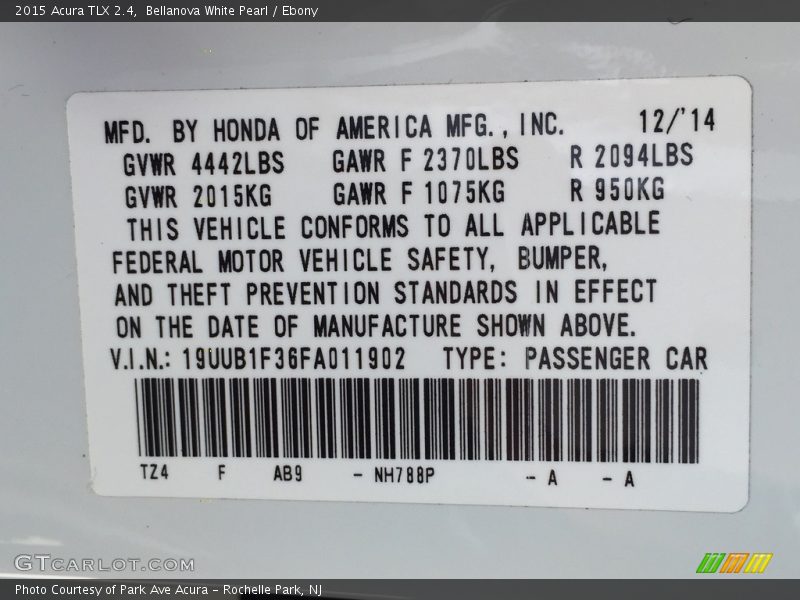 2015 Acura TLX 2.4, Bellanova White Pearl / Ebony
MFD. BY HONDA OF AMERICA MFG., INC. 12/'14
GVWR 4442LBS GAWR F 2370LBS R 2094LBS
GVWR 2015KG GAWR F 1075KG R 950KG
THIS VEHICLE CONFORMS TO ALL APPLICABLE
FEDERAL MOTOR VEHICLE SAFETY, BUMPER,
AND THEFT PREVENTION STANDARDS IN EFFECT
ON THE DATE OF MANUFACTURE SHOWN ABOVE.
V.I.N.: 19UUB1F36FA011902 TYPE: PASSENGER CAR
TZ4 F AB9 - NH788P - A - A
GTCARLOT.COM
Photo Courtesy of Park Ave Acura - Rochelle Park, NJ